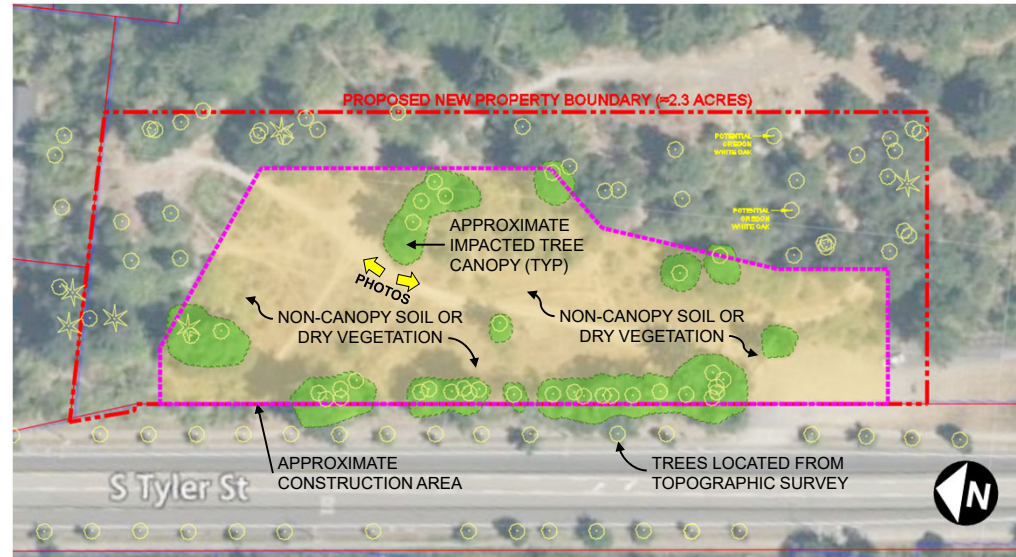 PROPOSED NEW PROPERTY BOUNDARY (≈2.3 ACRES)
POTENTIAL
OREGON
WHITE OAK
POTENTIAL
OREGON
WHITE OAK
APPROXIMATE
IMPACTED TREE
CANOPY (TYP)
PHOTOS
NON-CANOPY SOIL OR
DRY VEGETATION
NON-CANOPY SOIL OR
DRY VEGETATION
APPROXIMATE
CONSTRUCTION AREA
TREES LOCATED FROM
TOPOGRAPHIC SURVEY
S Tyler St
N